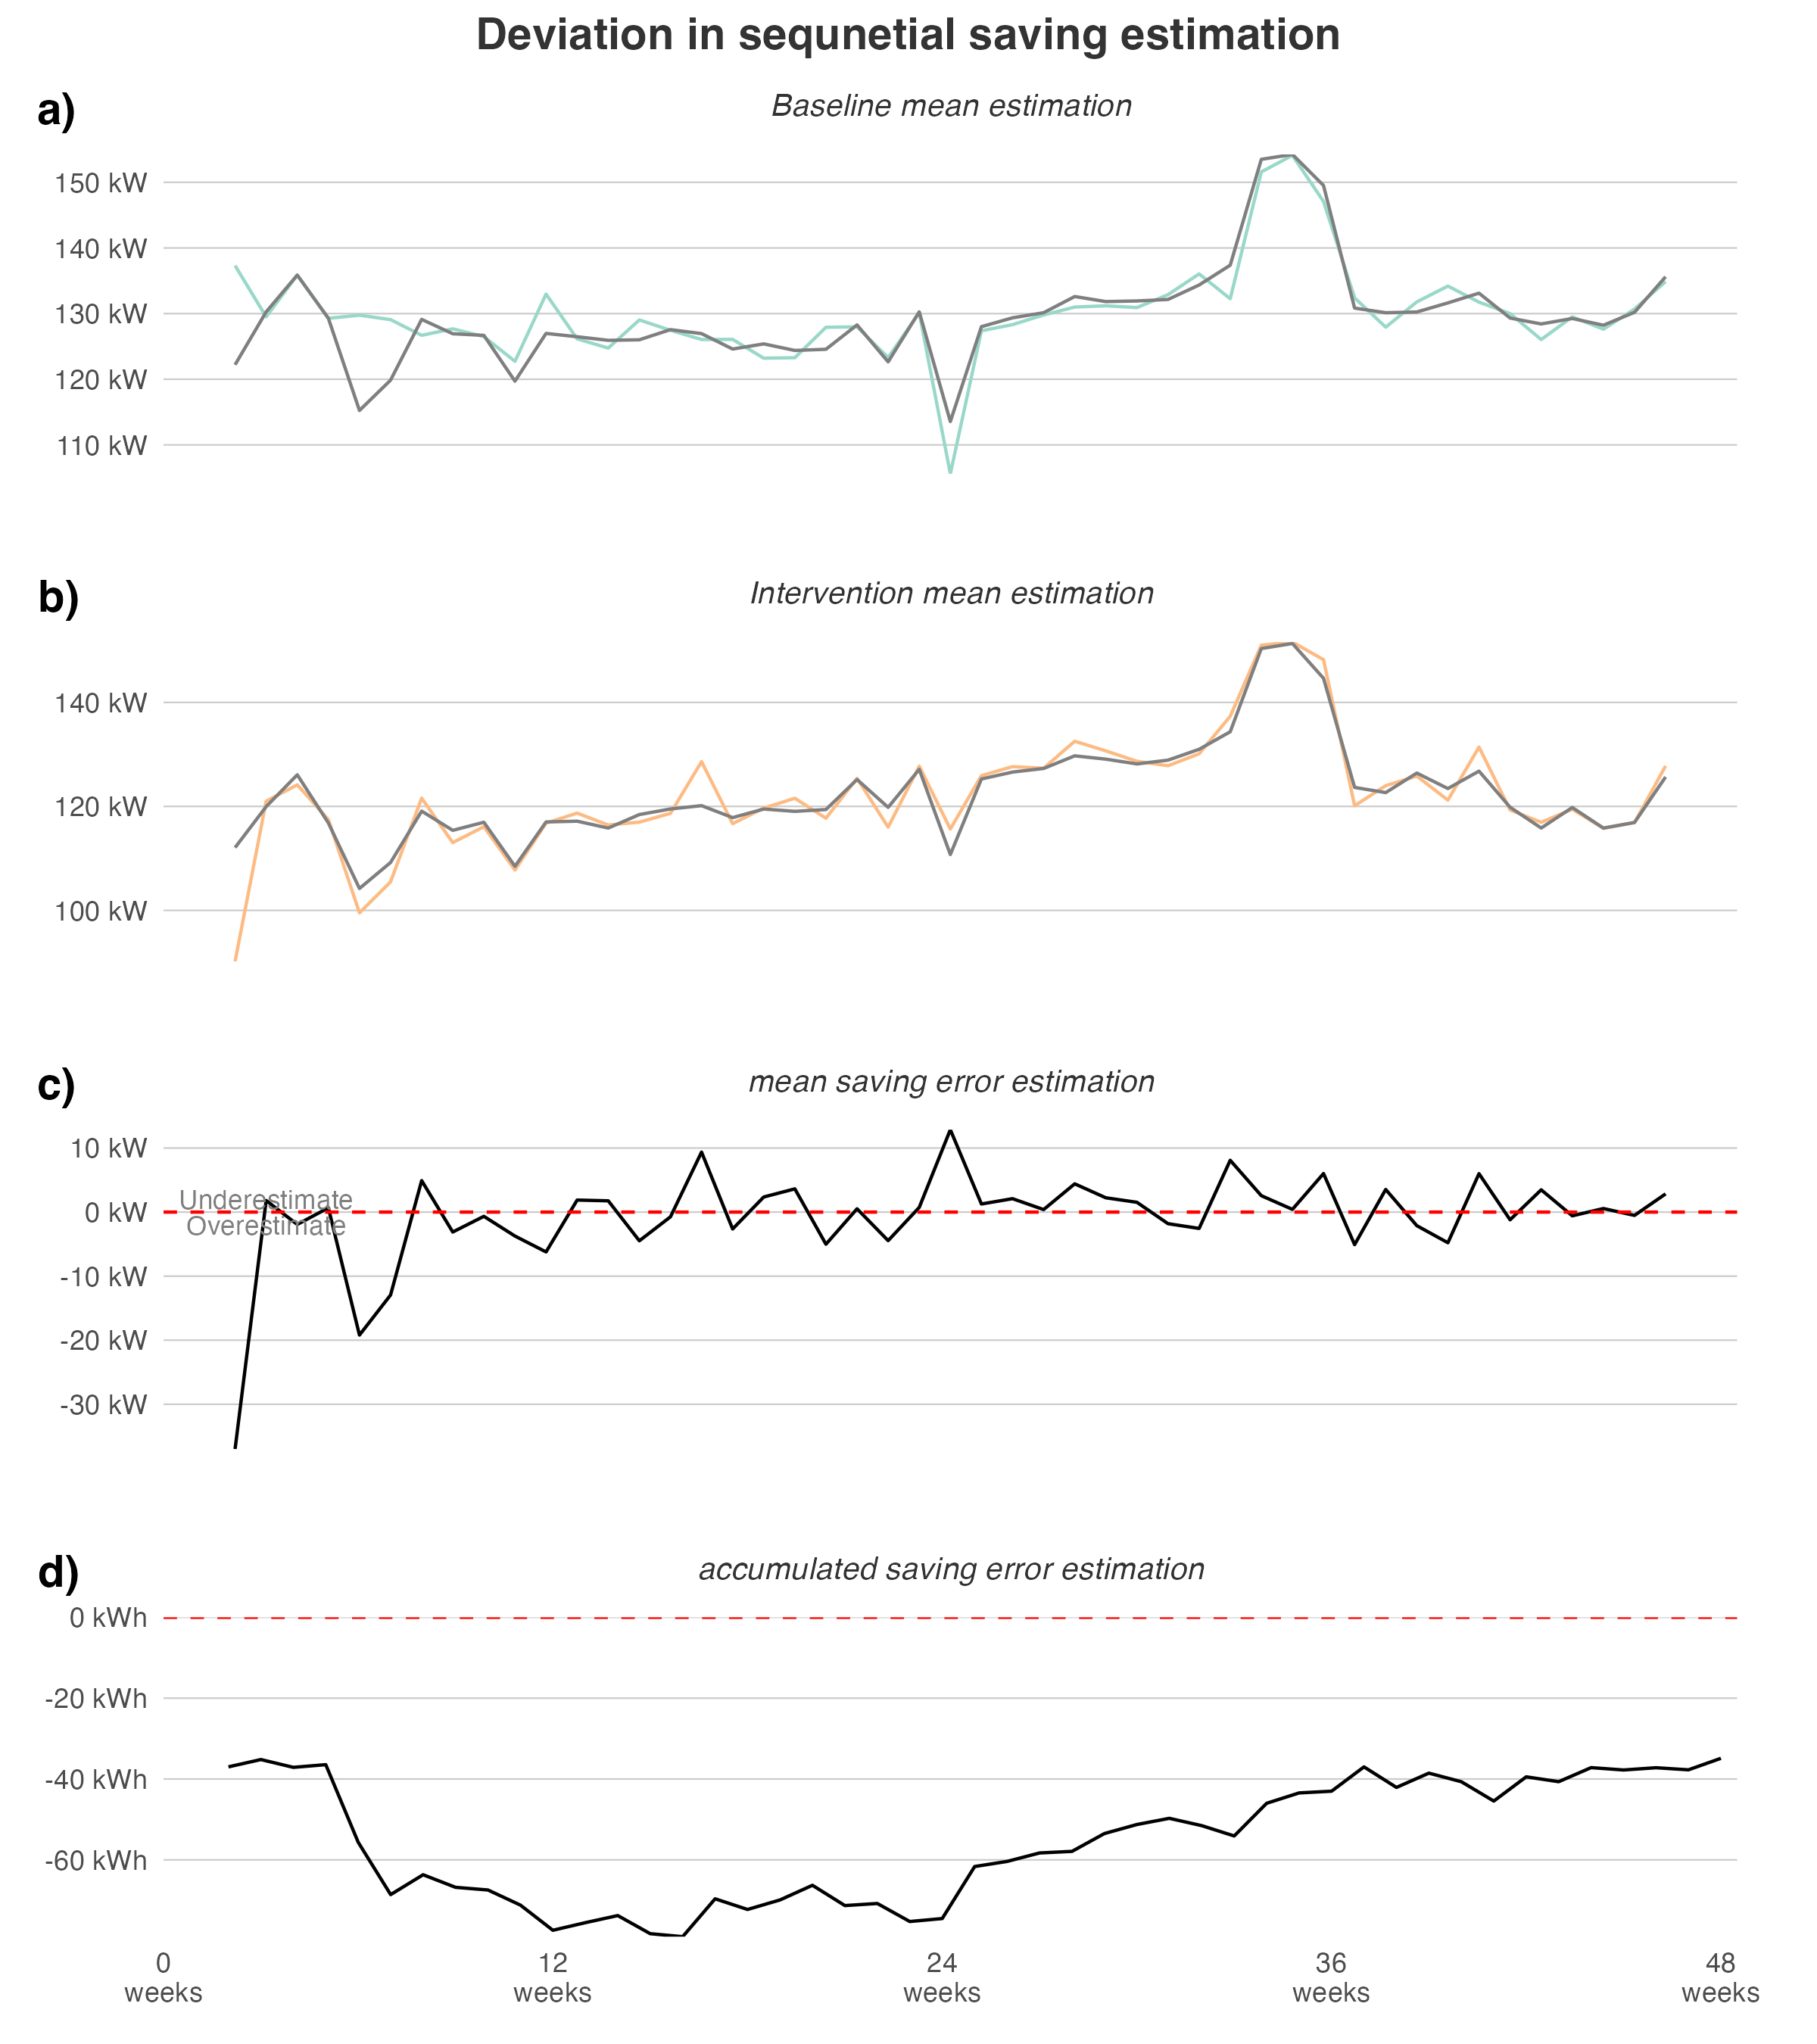 Deviation in sequnetial saving estimation
a)
Baseline mean estimation
150 kW
140 kW
130 kW
120 kW
110 kW
b)
Intervention mean estimation
140 kW
120 kW
100 kW
c)
mean saving error estimation
10 kW
Underestimate
0 kW
Overestimate
-10 kW
-20 kW
-30 kW
d)
accumulated saving error estimation
0 kWh
-20 kWh
-40 kWh
-60 kWh
0 12 24 36 48
weeks weeks weeks weeks weeks